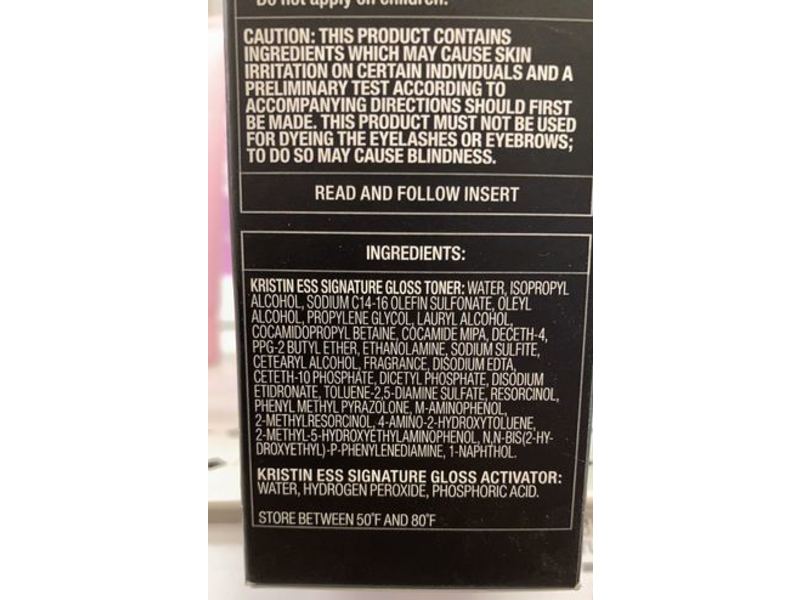 Do not apply on children.
CAUTION: THIS PRODUCT CONTAINS
INGREDIENTS WHICH MAY CAUSE SKIN
IRRITATION ON CERTAIN INDIVIDUALS AND A
PRELIMINARY TEST ACCORDING TO
ACCOMPANYING DIRECTIONS SHOULD FIRST
BE MADE. THIS PRODUCT MUST NOT BE USED
FOR DYEING THE EYELASHES OR EYEBROWS;
TO DO SO MAY CAUSE BLINDNESS.
READ AND FOLLOW INSERT
INGREDIENTS:
KRISTIN ESS SIGNATURE GLOSS TONER: WATER, ISOPROPYL
ALCOHOL, SODIUM C14-16 OLEFIN SULFONATE, OLEYL
ALCOHOL, PROPYLENE GLYCOL, LAURYL ALCOHOL,
COCAMIDOPROPYL BETAINE, COCAMIDE MIPA, DECETH-4,
PPG-2 BUTYL ETHER, ETHANOLAMINE, SODIUM SULFITE,
CETEARYL ALCOHOL, FRAGRANCE, DISODIUM EDTA,
CETETH-10 PHOSPHATE, DICETYL PHOSPHATE, DISODIUM
ETIDRONATE, TOLUENE-2,5-DIAMINE SULFATE, RESORCINOL,
PHENYL METHYL PYRAZOLONE, M-AMINOPHENOL,
2-METHYLRESORCINOL, 4-AMINO-2-HYDROXYTOLUENE,
2-METHYL-5-HYDROXYETHYLAMINOPHENOL, N,N-BIS(2-HY-
DROXYETHYL)-P-PHENYLENEDIAMINE, 1-NAPHTHOL.
KRISTIN ESS SIGNATURE GLOSS ACTIVATOR:
WATER, HYDROGEN PEROXIDE, PHOSPHORIC ACID.
STORE BETWEEN 50°F AND 80°F